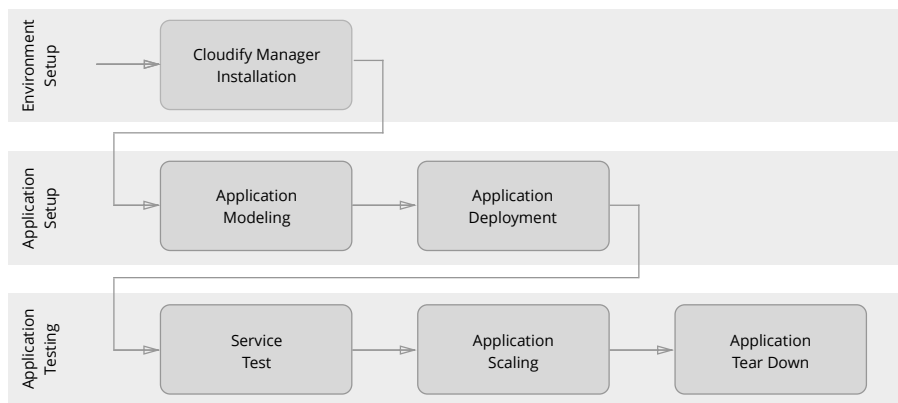 Environment
Setup
Cloudify Manager
Installation
Application
Setup
Application
Modeling
Application
Deployment
Application
Testing
Service
Test
Application
Scaling
Application
Tear Down